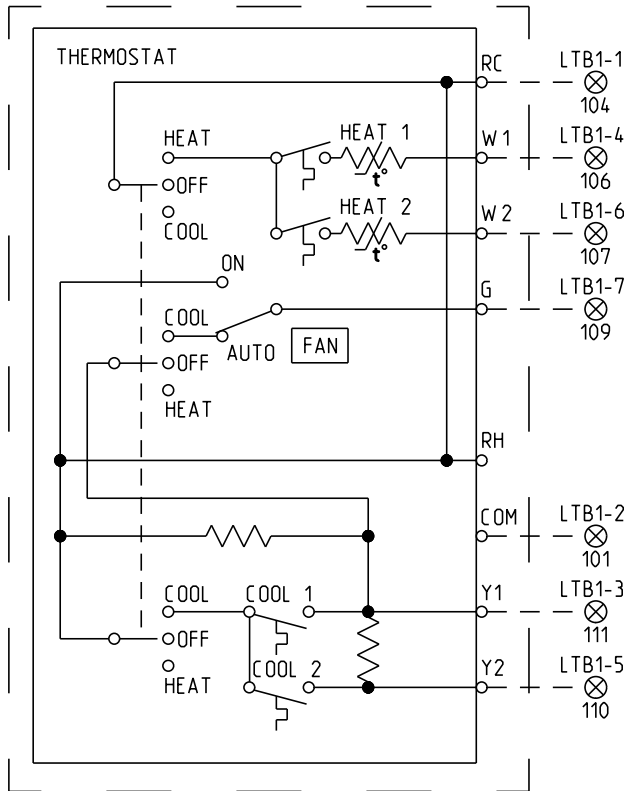 THERMOSTAT
RC
LTB1-1
104
HEAT
HEAT 1
W1
LTB1-4
OFF
t°
106
COOL
HEAT 2
W2
LTB1-6
t°
107
ON
G
LTB1-7
COOL
AUTO
FAN
109
OFF
HEAT
RH
COM
LTB1-2
101
COOL
COOL 1
Y1
LTB1-3
OFF
111
HEAT
COOL 2
Y2
LTB1-5
110